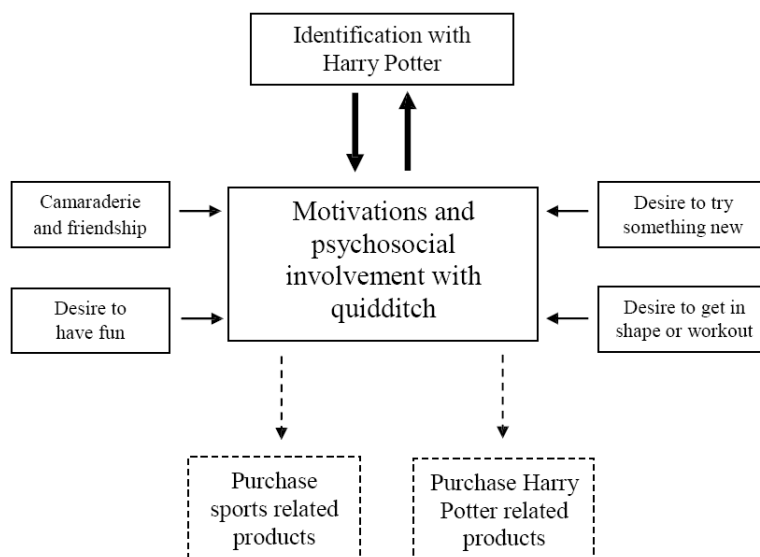 Identification with
Harry Potter
Camaraderie
and friendship
Motivations and
psychosocial
involvement with
quidditch
Desire to try
something new
Desire to
have fun
Desire to get in
shape or workout
Purchase
sports related
products
Purchase Harry
Potter related
products